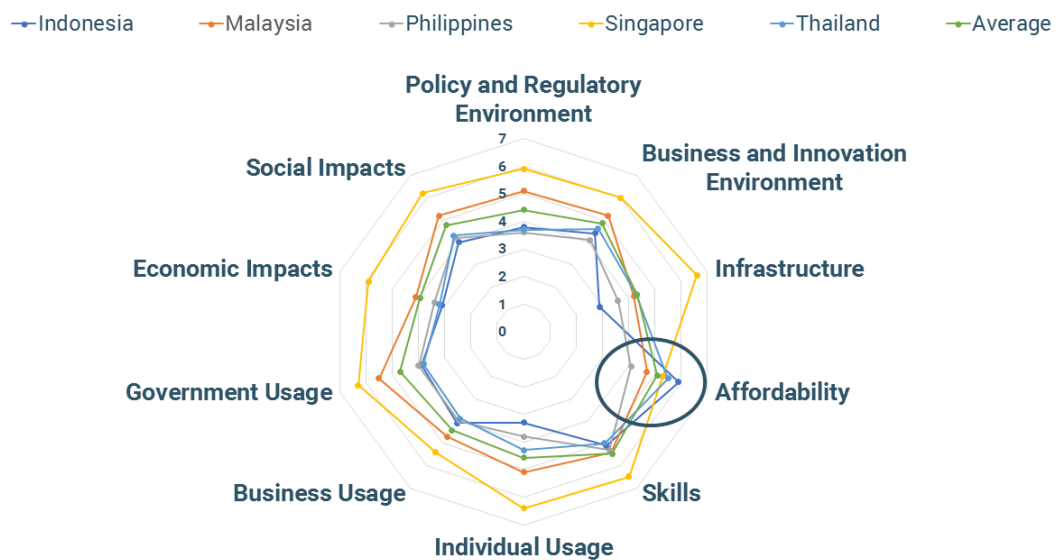 Indonesia
Malaysia
Philippines
Singapore
Thailand
Average
Policy and Regulatory
Environment
7
6
5
4
3
2
1
0
Business and Innovation
Environment
Infrastructure
Affordability
Skills
Individual Usage
Business Usage
Government Usage
Economic Impacts
Social Impacts